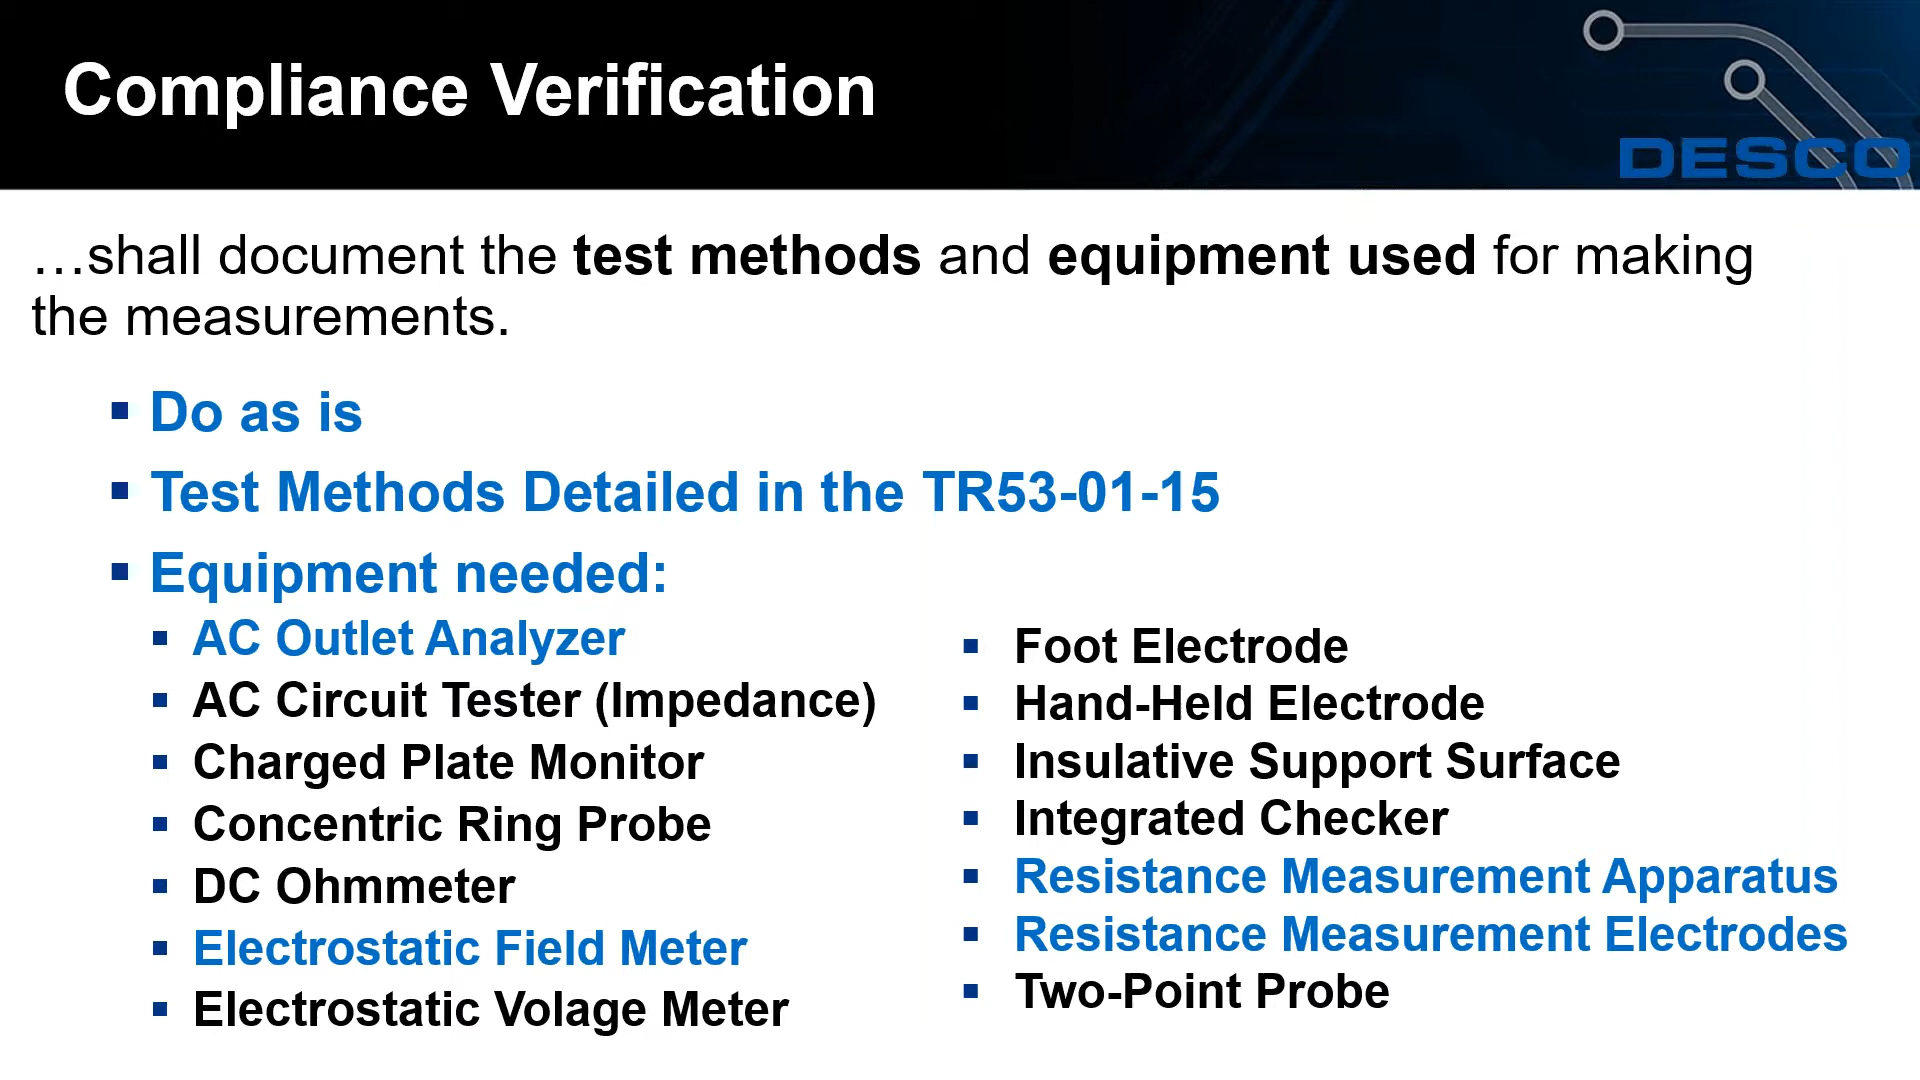 Compliance Verification
DESCO
…shall document the test methods and equipment used for making
the measurements.
▪ Do as is
▪ Test Methods Detailed in the TR53-01-15
▪ Equipment needed:
▪ AC Outlet Analyzer
▪ AC Circuit Tester (Impedance)
▪ Charged Plate Monitor
▪ Concentric Ring Probe
▪ DC Ohmmeter
▪ Electrostatic Field Meter
▪ Electrostatic Volage Meter
▪ Foot Electrode
▪ Hand-Held Electrode
▪ Insulative Support Surface
▪ Integrated Checker
▪ Resistance Measurement Apparatus
▪ Resistance Measurement Electrodes
▪ Two-Point Probe